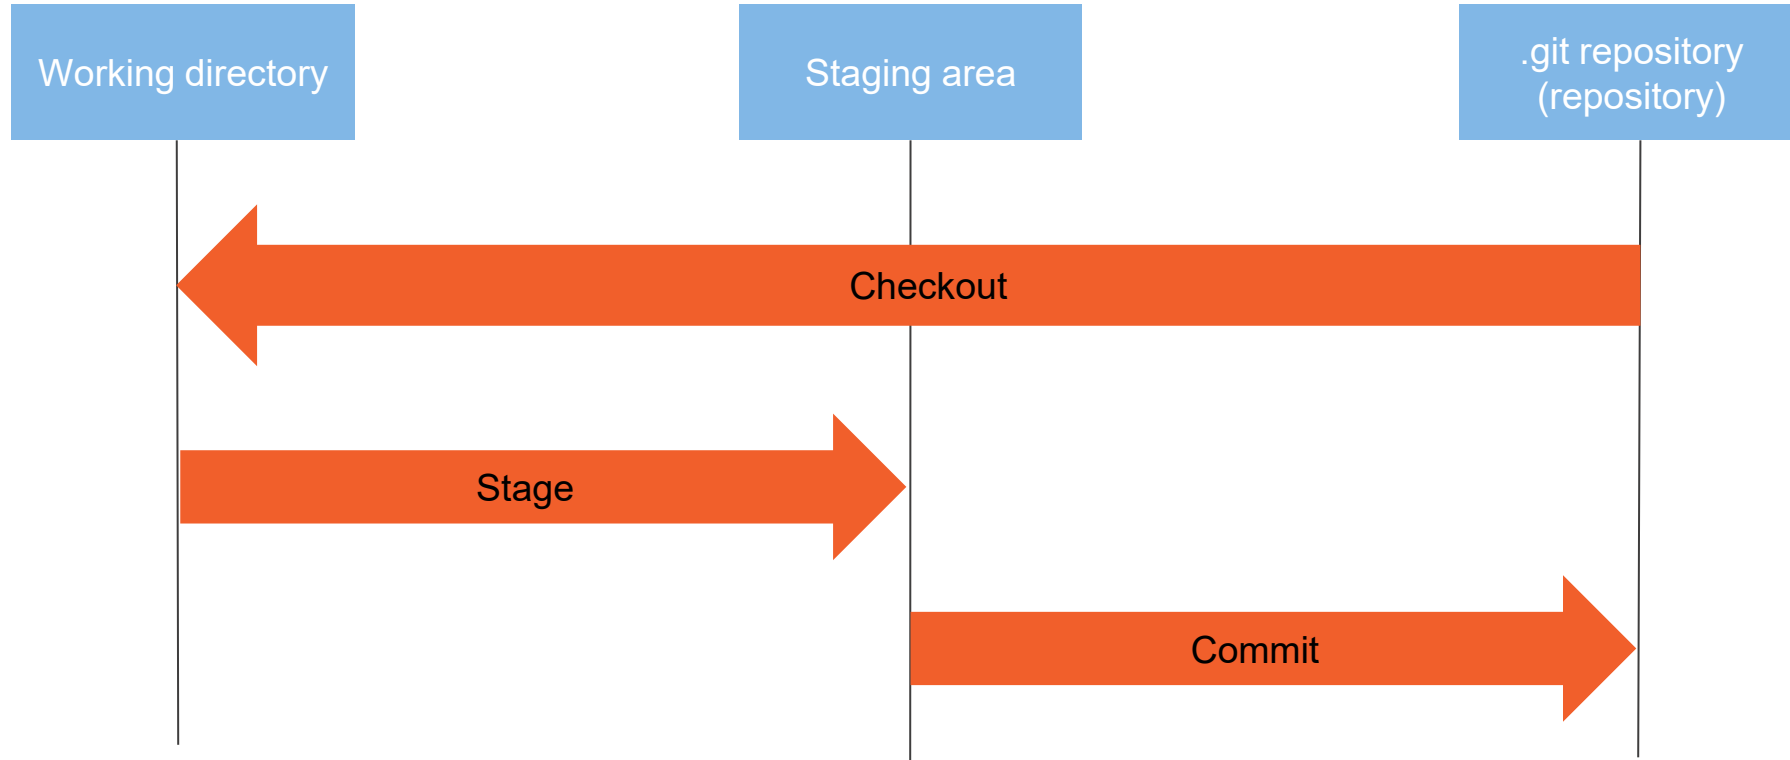 Working directory
Staging area
.git repository
(repository)
Checkout
Stage
Commit